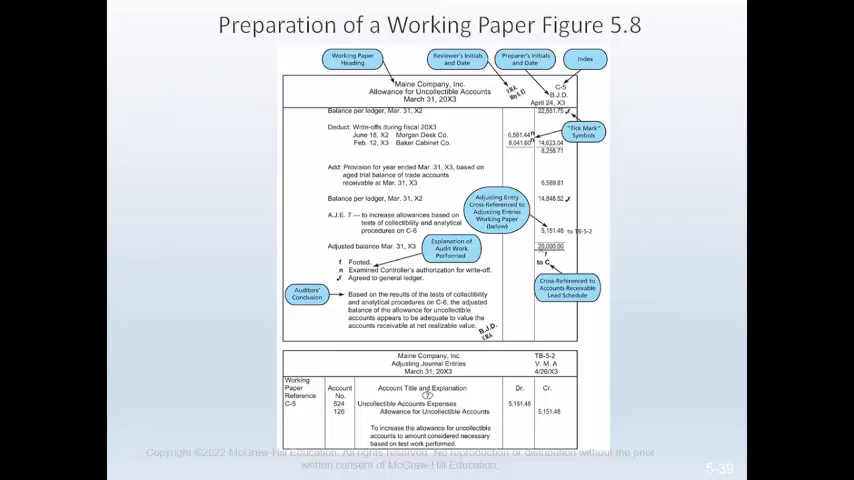 Preparation of a Working Paper Figure 5.8
Working Paper
Heading
Reviewer's Initials
and Date
Preparer's Initials
and Date
Index
Maine Company, Inc.
Allowance for Uncollectible Accounts
March 31, 20X3
V.M.A.
C-5
B.J.D.
April 24, X3
Balance per ledger, Mar. 31, X2 22,881.75
Deduct: Write-offs during fiscal 20X3
June 18, X2 Morgan Desk Co. 6,581.44 n
Feb. 12, X3 Baker Cabinet Co. 8,041.60 n 14,623.04
8,258.71
"Tick Mark"
Symbols
Add: Provision for year ended Mar. 31, X3, based on
aged trial balance of trade accounts
receivable at Mar. 31, X3 6,589.81
Balance per ledger, Mar. 31, X2 14,848.52
Adjusting Entry
Cross-Referenced to
Adjusting Entries
Working Paper
(below)
A.J.E. 7 — to increase allowances based on
tests of collectibility and analytical
procedures on C-6 5,151.48 to TB-5-2
Adjusted balance Mar. 31, X3 20,000.00
f
to C
Explanation of
Audit Work
Performed
f Footed.
n Examined Controller's authorization for write-off.
✓ Agreed to general ledger.
Cross-Referenced to
Accounts Receivable
Lead Schedule
Auditors'
Conclusion
Based on the results of the tests of collectibility
and analytical procedures on C-6, the adjusted
balance of the allowance for uncollectible
accounts appears to be adequate to value the
accounts receivable at net realizable value.
B.J.D.
V.M.A.
Maine Company, Inc. TB-5-2
Adjusting Journal Entries V. M. A
March 31, 20X3 4/26/X3
Working
Paper
Reference
Account
No.
Account Title and Explanation
Dr. Cr.
7
C-5 524 Uncollectible Accounts Expenses 5,151.48
126 Allowance for Uncollectible Accounts 5,151.48
To increase the allowance for uncollectible
accounts to amount considered necessary
based on test work performed.
Copyright ©2022 McGraw-Hill Education. All rights reserved. No reproduction or distribution without the prior
written consent of McGraw-Hill Education.
5-39